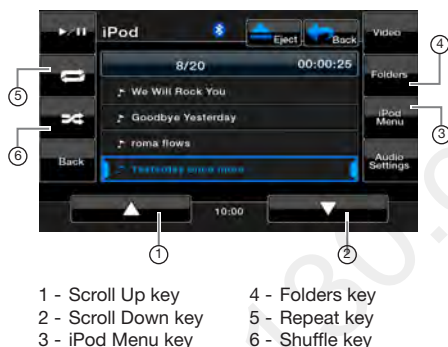 iPod Eject Back Video
8/20 00:00:25
Folders
We Will Rock You
Goodbye Yesterday
iPod Menu
roma flows
Back
Yesterday once more
Audio Settings
10:00
4
5
3
6
1
2
1 - Scroll Up key
2 - Scroll Down key
3 - iPod Menu key
4 - Folders key
5 - Repeat key
6 - Shuffle key